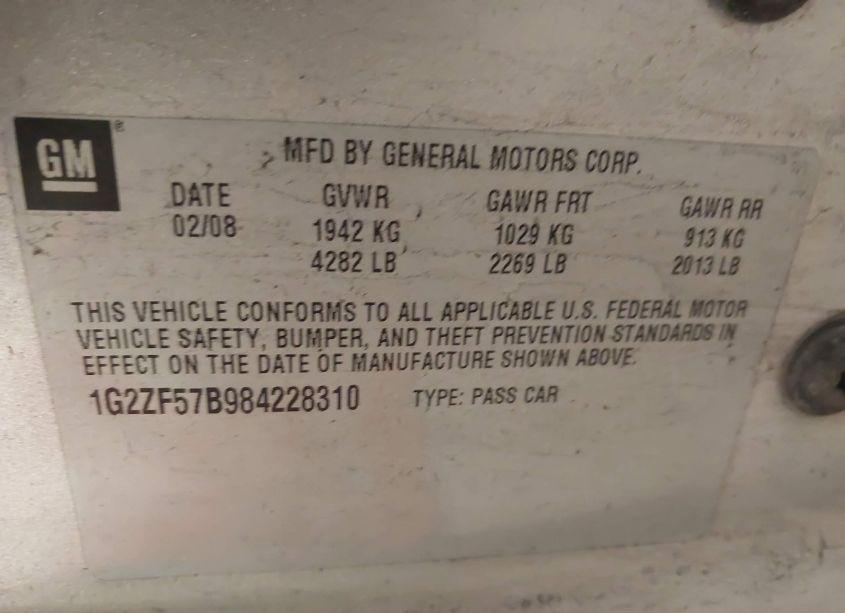 GM®
MFD BY GENERAL MOTORS CORP.
DATE GVWR GAWR FRT GAWR RR
02/08 1942 KG 1029 KG 913 KG
4282 LB 2269 LB 2013 LB
THIS VEHICLE CONFORMS TO ALL APPLICABLE U.S. FEDERAL MOTOR
VEHICLE SAFETY, BUMPER, AND THEFT PREVENTION STANDARDS IN
EFFECT ON THE DATE OF MANUFACTURE SHOWN ABOVE.
1G2ZF57B984228310 TYPE: PASS CAR